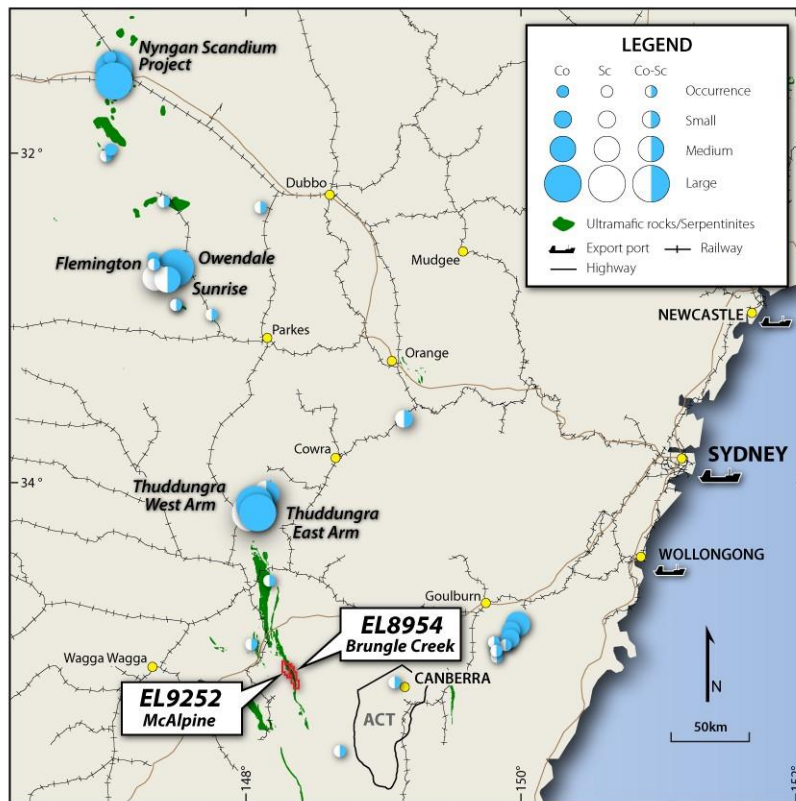 Nyngan Scandium
Project
LEGEND
Co Sc Co-Sc
Occurrence
Small
Medium
Large
Ultramafic rocks/Serpentinites
Export port Railway
Highway
32°
Dubbo
Mudgee
Flemington
Owendale
Sunrise
NEWCASTLE
Parkes
Orange
Cowra
SYDNEY
34°
Thuddungra
West Arm
Thuddungra
East Arm
WOLLONGONG
Goulburn
EL8954
Brungle Creek
Wagga Wagga
EL9252
McAlpine
CANBERRA
ACT
N
50km
148°
150°
152°